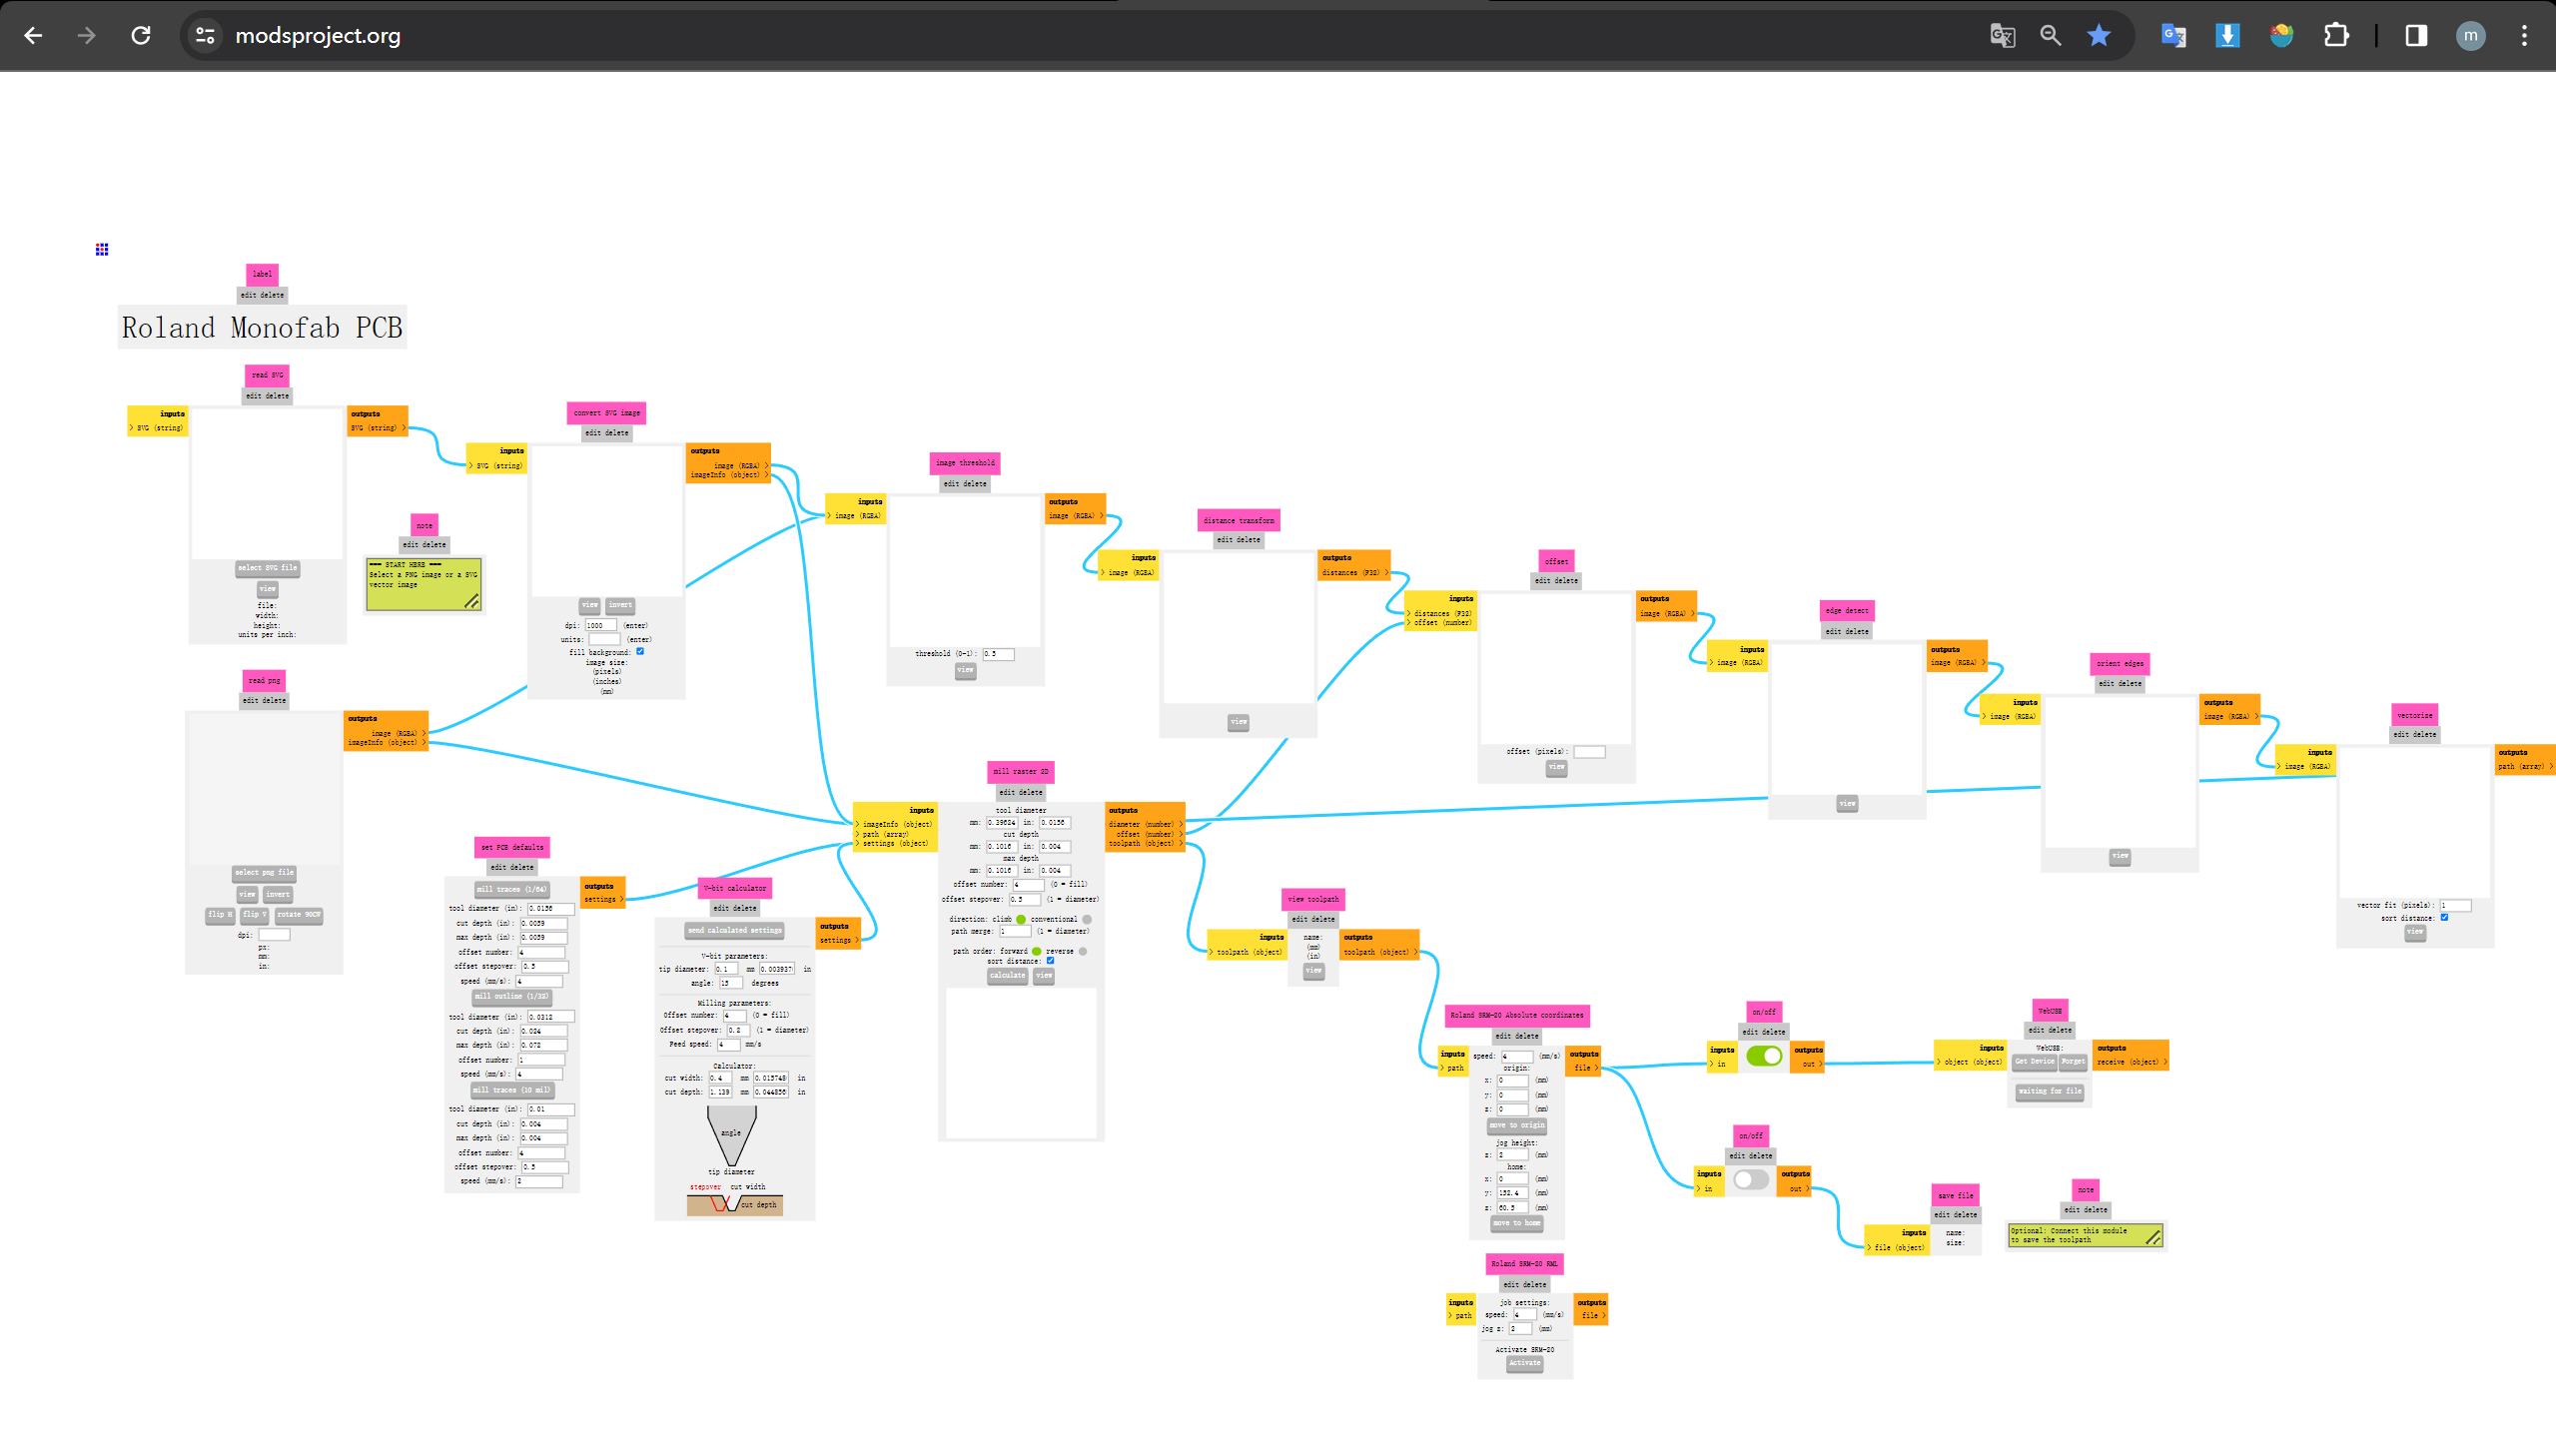 modsproject.org
m
label
edit delete
Roland Monofab PCB
read SVG
edit delete
inputs
> SVG (string)
outputs
SVG (string) >
select SVG file
view
file:
width:
height:
units per inch:
note
edit delete
=== START HERE ===
Select a PNG image or a SVG
vector image
read png
edit delete
outputs
image (RGBA) >
imageInfo (object) >
select png file
view invert
flip H flip V rotate 90CW
dpi:
px:
mm:
in:
convert SVG image
edit delete
inputs
> SVG (string)
outputs
image (RGBA) >
imageInfo (object) >
view invert
dpi: 1000 (enter)
units: (enter)
fill background:
image size:
(pixels)
(inches)
(mm)
image threshold
edit delete
inputs
> image (RGBA)
outputs
image (RGBA) >
threshold (0-1): 0.5
view
distance transform
edit delete
inputs
> image (RGBA)
outputs
distances (F32) >
view
offset
edit delete
inputs
> distances (F32)
> offset (number)
outputs
image (RGBA) >
offset (pixels):
view
edge detect
edit delete
inputs
> image (RGBA)
outputs
image (RGBA) >
view
orient edges
edit delete
inputs
> image (RGBA)
outputs
image (RGBA) >
view
vectorize
edit delete
inputs
> image (RGBA)
outputs
path (array) >
vector fit (pixels): 1
sort distance:
view
set PCB defaults
edit delete
outputs
settings >
mill traces (1/64)
tool diameter (in): 0.0156
cut depth (in): 0.0059
max depth (in): 0.0059
offset number: 4
offset stepover: 0.5
speed (mm/s): 4
mill outline (1/32)
tool diameter (in): 0.0312
cut depth (in): 0.024
max depth (in): 0.072
offset number: 1
speed (mm/s): 4
mill traces (10 mil)
tool diameter (in): 0.01
cut depth (in): 0.004
max depth (in): 0.004
offset number: 4
offset stepover: 0.5
speed (mm/s): 2
V-bit calculator
edit delete
outputs
settings >
send calculated settings
V-bit parameters:
tip diameter: 0.1 mm 0.003937 in
angle: 15 degrees
Milling parameters:
Offset number: 4 (0 = fill)
Offset stepover: 0.2 (1 = diameter)
Feed speed: 4 mm/s
Calculator:
cut width: 0.4 mm 0.015748 in
cut depth: 1.139 mm 0.044856 in
angle
tip diameter
stepover cut width
cut depth
mill raster 2D
edit delete
inputs
> imageInfo (object)
> path (array)
> settings (object)
outputs
diameter (number) >
offset (number) >
toolpath (object) >
tool diameter
mm: 0.39624 in: 0.0156
cut depth
mm: 0.1016 in: 0.004
max depth
mm: 0.1016 in: 0.004
offset number: 4 (0 = fill)
offset stepover: 0.5 (1 = diameter)
direction: climb conventional
path merge: 1 (1 = diameter)
path order: forward reverse
sort distance:
calculate view
view toolpath
edit delete
inputs
> toolpath (object)
outputs
toolpath (object) >
name:
(mm)
(in)
view
Roland SRM-20 Absolute coordinates
edit delete
inputs
> path
outputs
file >
speed: 4 (mm/s)
origin:
x: 0 (mm)
y: 0 (mm)
z: 0 (mm)
move to origin
jog height:
z: 2 (mm)
home:
x: 0 (mm)
y: 152.4 (mm)
z: 60.5 (mm)
move to home
Roland SRM-20 RML
edit delete
inputs
> path
outputs
file >
job settings:
speed: 4 (mm/s)
jog z: 2 (mm)
Activate SRM-20
Activate
on/off
edit delete
inputs
> in
outputs
out >
WebUSB
edit delete
inputs
> object (object)
outputs
receive (object) >
WebUSB:
Get Device Forget
waiting for file
on/off
edit delete
inputs
> in
outputs
out >
save file
edit delete
inputs
> file (object)
name:
size:
note
edit delete
Optional: Connect this module
to save the toolpath